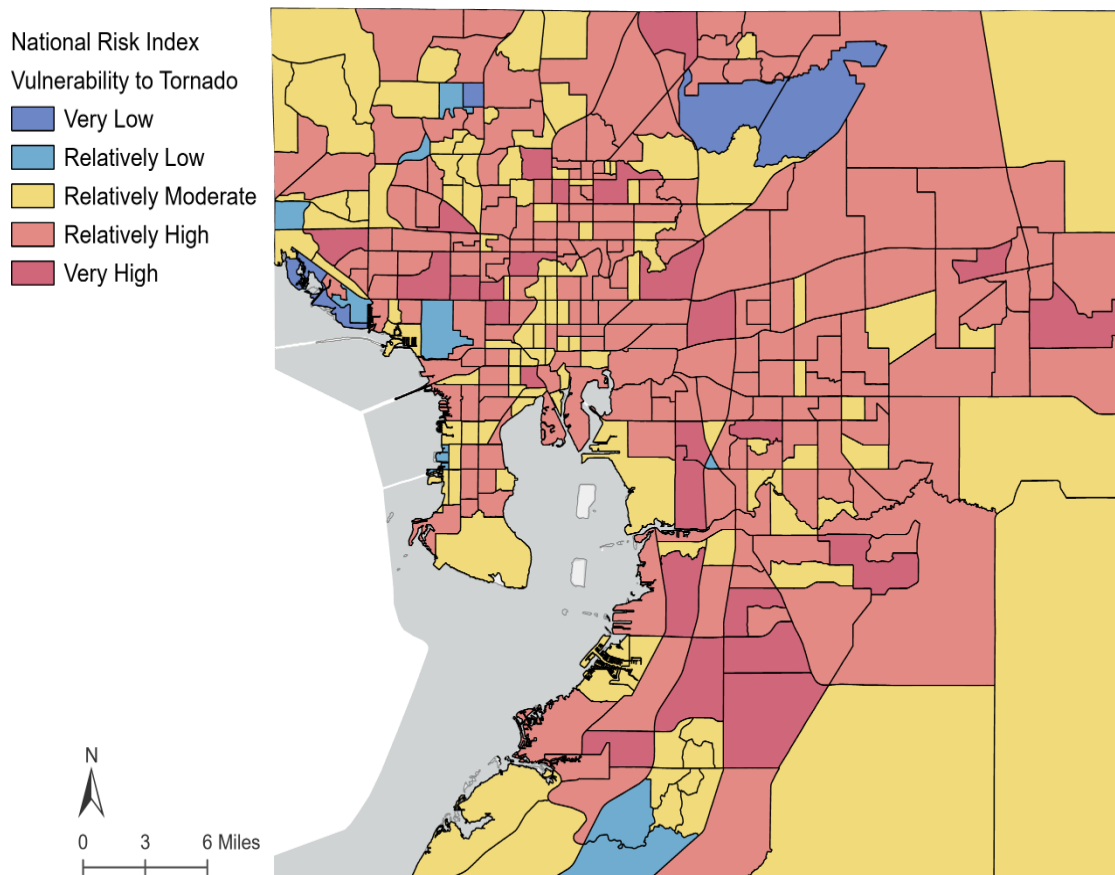 National Risk Index
Vulnerability to Tornado
Very Low
Relatively Low
Relatively Moderate
Relatively High
Very High
N
0 3 6 Miles